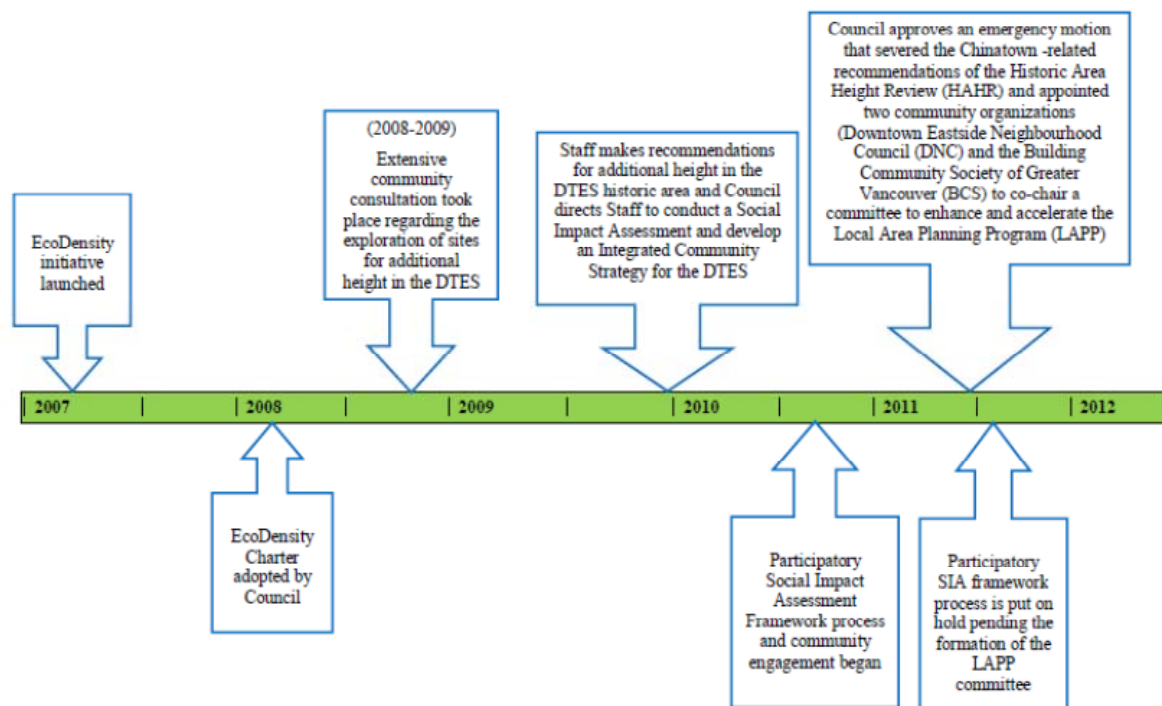 EcoDensity
initiative
launched
(2008-2009)
Extensive
community
consultation took
place regarding the
exploration of sites
for additional
height in the DTES
Staff makes recommendations
for additional height in the
DTES historic area and Council
directs Staff to conduct a Social
Impact Assessment and develop
an Integrated Community
Strategy for the DTES
Council approves an emergency motion
that severed the Chinatown -related
recommendations of the Historic Area
Height Review (HAHR) and appointed
two community organizations
(Downtown Eastside Neighbourhood
Council (DNC) and the Building
Community Society of Greater
Vancouver (BCS) to co-chair a
committee to enhance and accelerate the
Local Area Planning Program (LAPP)
| 2007 | | 2008 | | 2009 | | 2010 | | 2011 | | 2012
EcoDensity
Charter
adopted by
Council
Participatory
Social Impact
Assessment
Framework process
and community
engagement began
Participatory
SIA framework
process is put on
hold pending the
formation of the
LAPP
committee